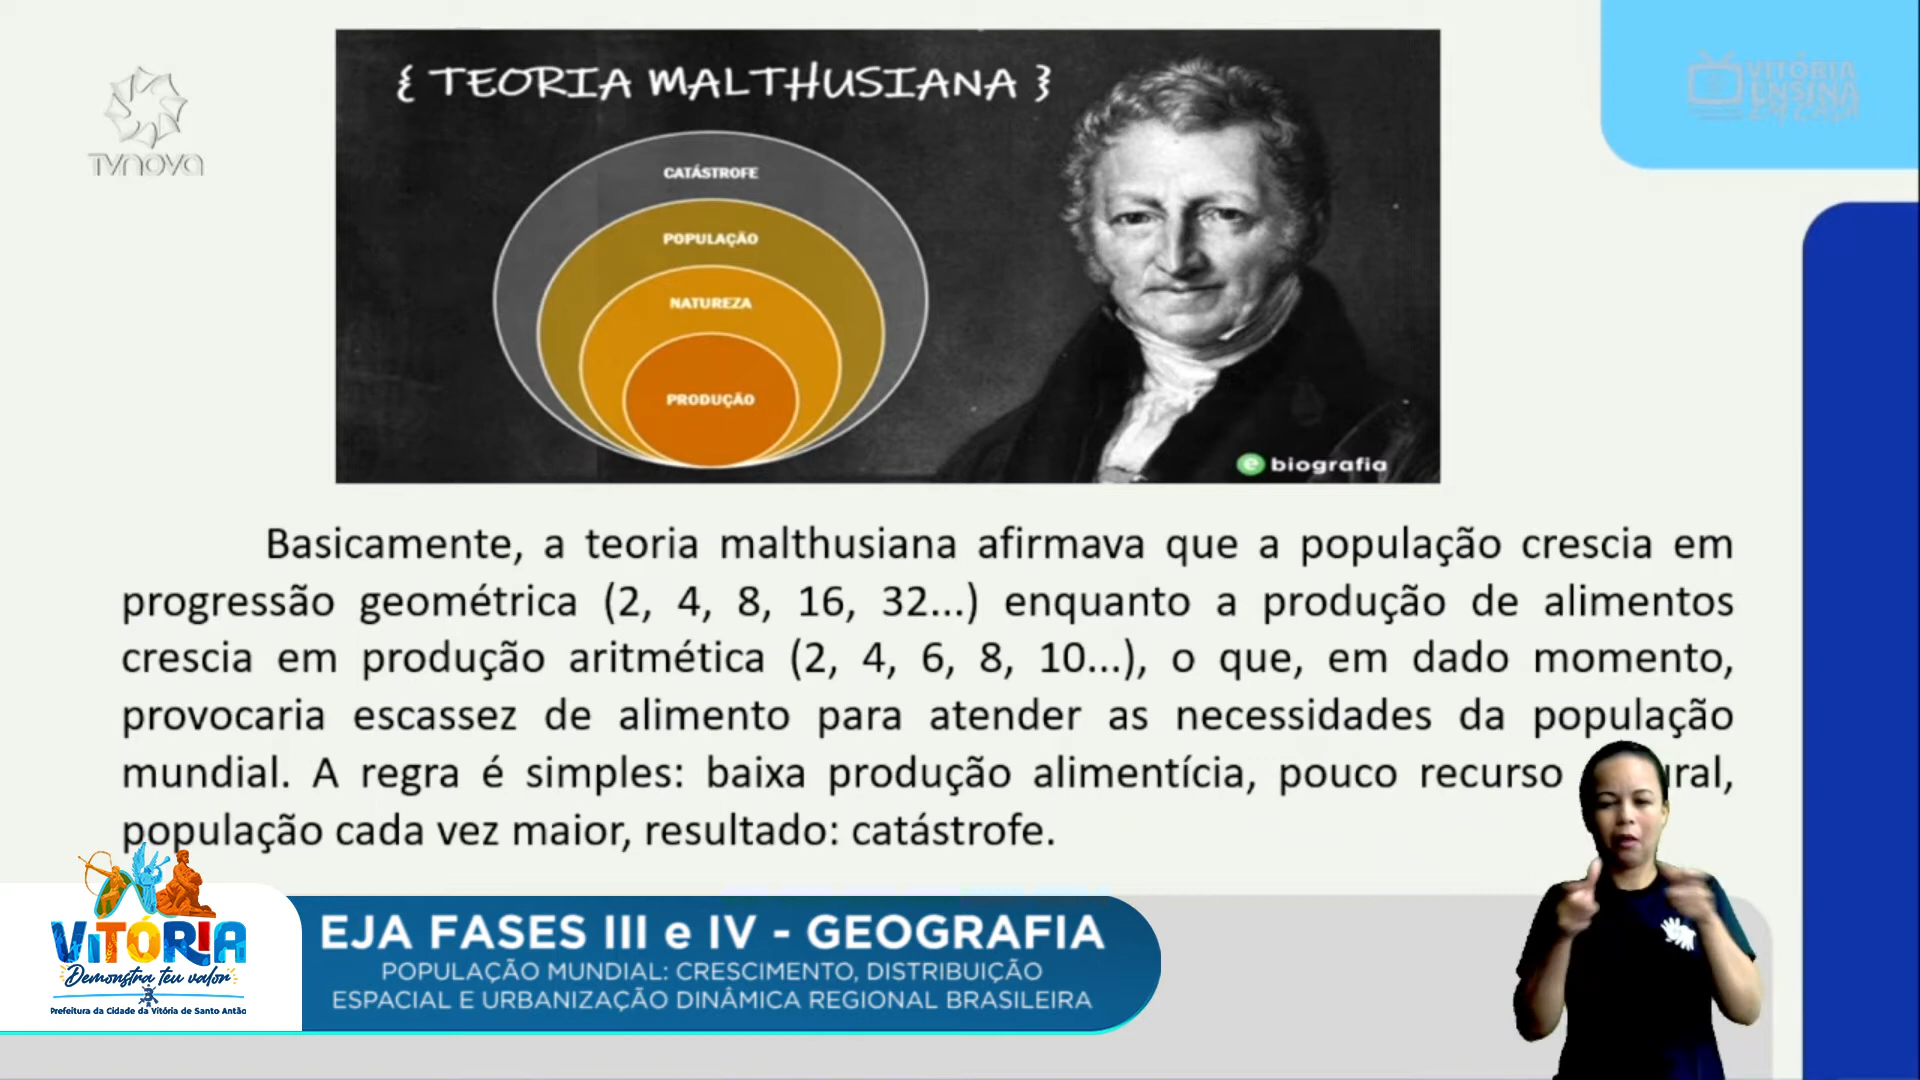 { TEORIA MALTHUSIANA }
TVNOVA
VITÓRIA
ENSINA
EM CASA
CATÁSTROFE
POPULAÇÃO
NATUREZA
PRODUÇÃO
e biografia
Basicamente, a teoria malthusiana afirmava que a população crescia em
progressão geométrica (2, 4, 8, 16, 32...) enquanto a produção de alimentos
crescia em produção aritmética (2, 4, 6, 8, 10...), o que, em dado momento,
provocaria escassez de alimento para atender as necessidades da população
mundial. A regra é simples: baixa produção alimentícia, pouco recurso
população cada vez maior, resultado: catástrofe.
VITÓRIA
Demonstra teu valor
Prefeitura da Cidade da Vitória de Santo Antão
EJA FASES III e IV - GEOGRAFIA
POPULAÇÃO MUNDIAL: CRESCIMENTO, DISTRIBUIÇÃO
ESPACIAL E URBANIZAÇÃO DINÂMICA REGIONAL BRASILEIRA